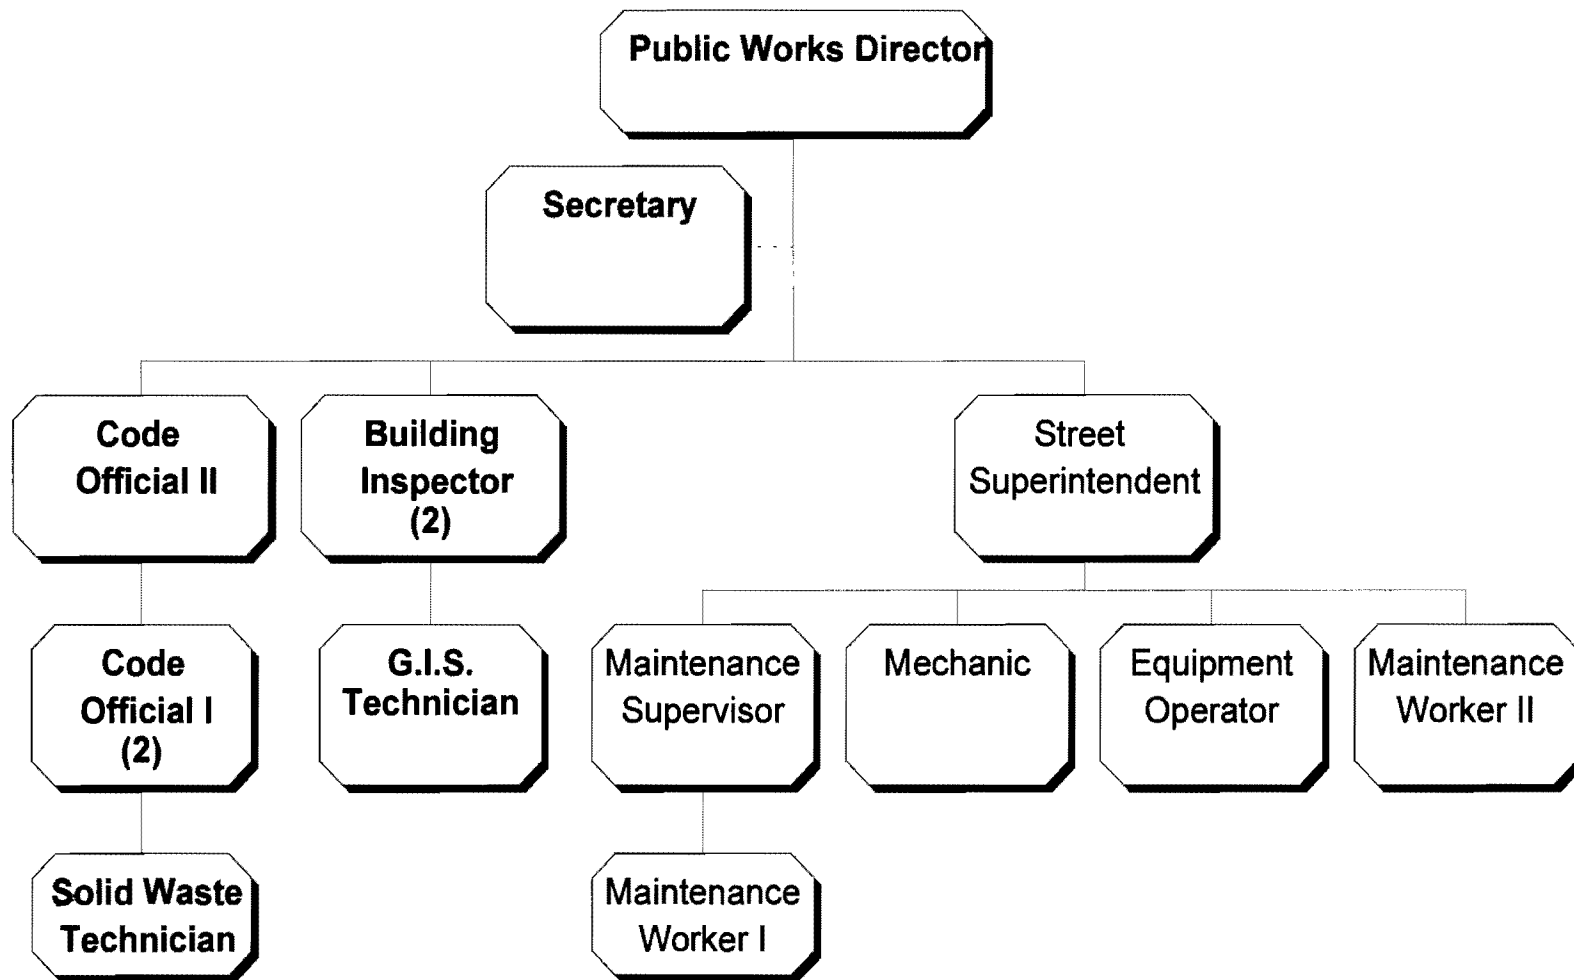 Public Works Director
Secretary
Code
Official II
Building
Inspector
(2)
Street
Superintendent
Code
Official I
(2)
G.I.S.
Technician
Maintenance
Supervisor
Mechanic
Equipment
Operator
Maintenance
Worker II
Solid Waste
Technician
Maintenance
Worker I